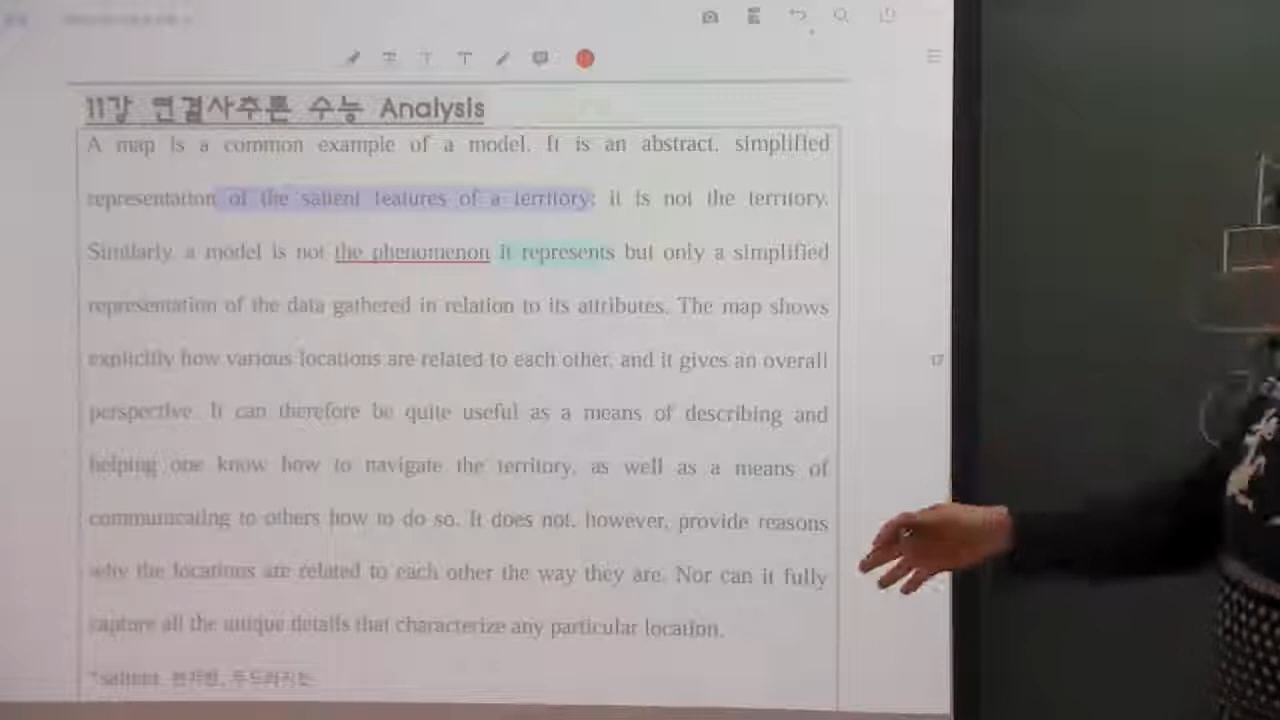 11강 연결사추론 수능 Analysis
A map is a common example of a model. It is an abstract, simplified
representation of the salient features of a territory; it is not the territory.
Similarly, a model is not the phenomenon it represents but only a simplified
representation of the data gathered in relation to its attributes. The map shows
explicitly how various locations are related to each other, and it gives an overall
perspective. It can therefore be quite useful as a means of describing and
helping one know how to navigate the territory, as well as a means of
communicating to others how to do so. It does not, however, provide reasons
why the locations are related to each other the way they are. Nor can it fully
capture all the unique details that characterize any particular location.
*salient 현저한, 두드러지는
17